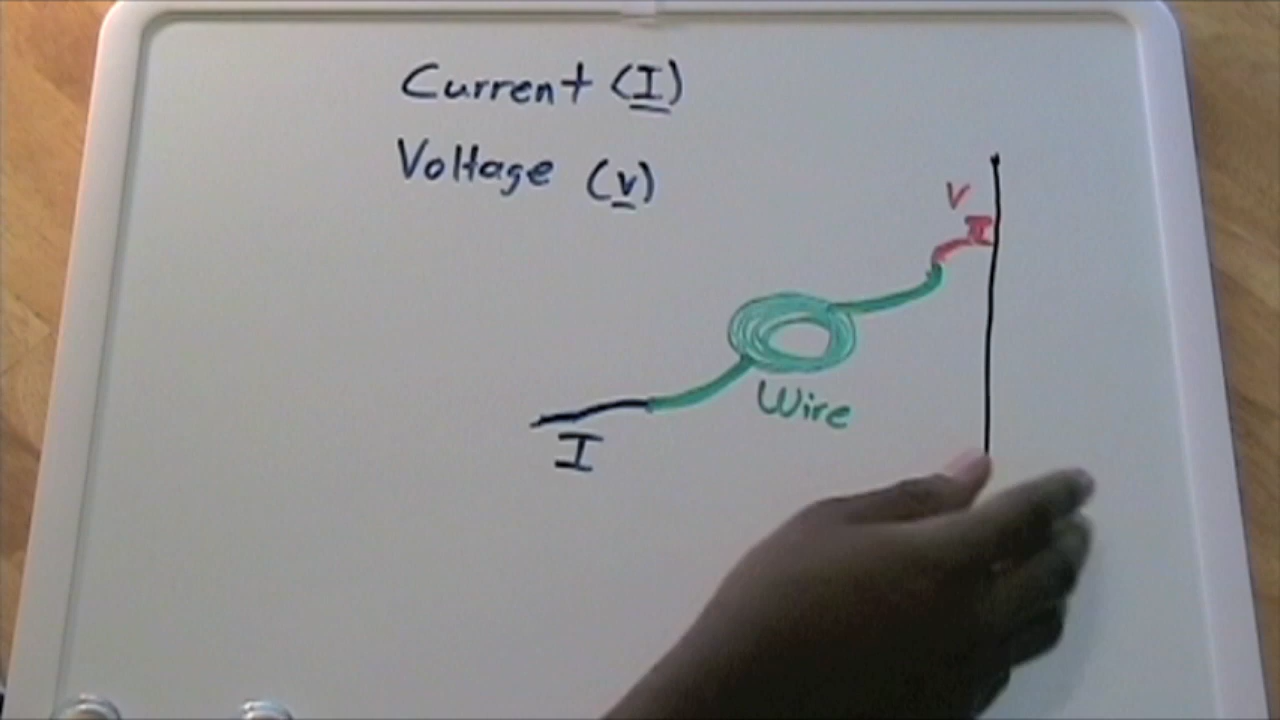 Current (I)
Voltage (v)
V
Wire
I